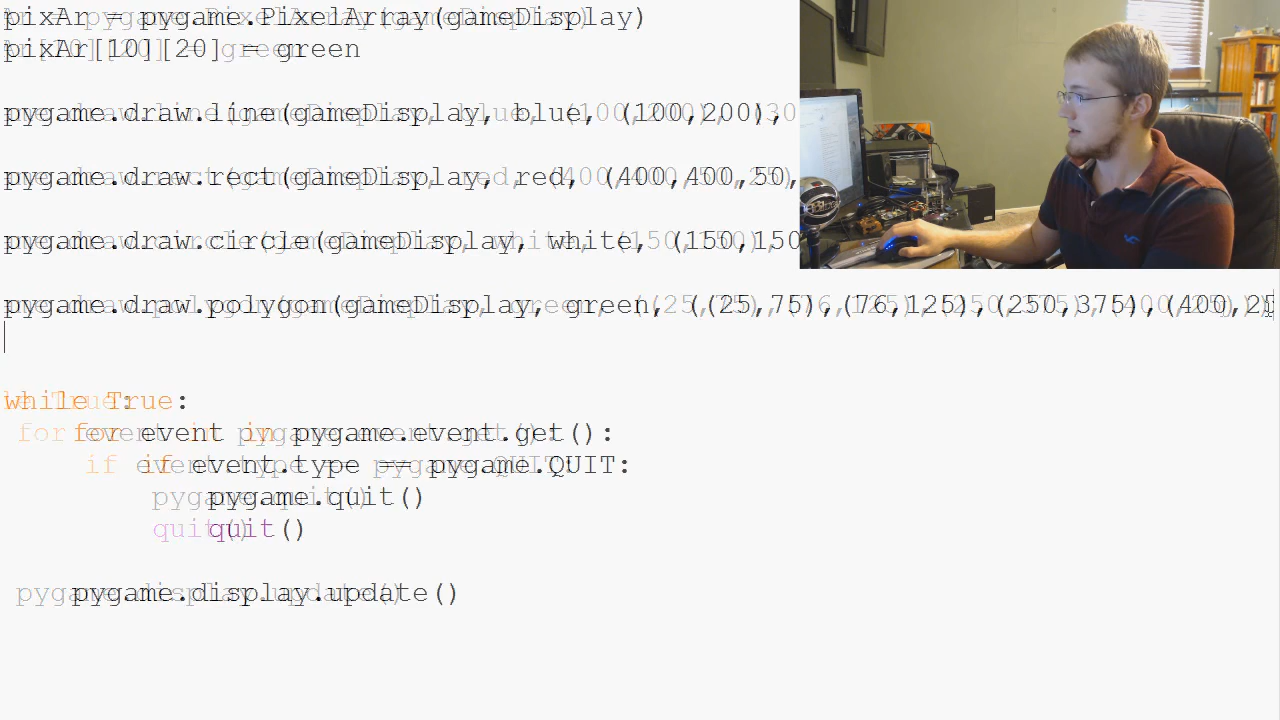 pixAr = pygame.PixelArray(gameDisplay)
pixAr[10][20] = green
pygame.draw.line(gameDisplay, blue, (100,200),
pygame.draw.rect(gameDisplay, red, (400,400,50,
pygame.draw.circle(gameDisplay, white, (150,150
pygame.draw.polygon(gameDisplay, green, ((25,75),(76,125),(250,375),(400,25
while True:
for event in pygame.event.get():
if event.type == pygame.QUIT:
pygame.quit()
quit()
pygame.display.update()